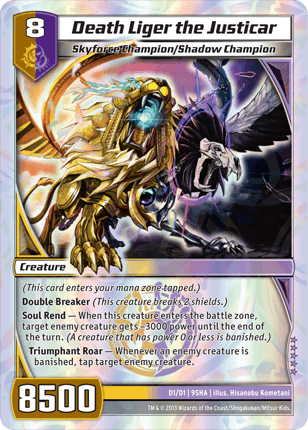 8
Death Liger the Justicar
Skyforce Champion/Shadow Champion
Creature
(This card enters your mana zone tapped.)
Double Breaker (This creature breaks 2 shields.)
Soul Rend — When this creature enters the battle zone,
target enemy creature gets -3000 power until the end of
the turn. (A creature that has power 0 or less is banished.)
Triumphant Roar — Whenever an enemy creature is
banished, tap target enemy creature.
8500
D1/D1 | 9SHA | illus. Hisanobu Kometani
TM & © 2013 Wizards of the Coast/Shogakukan/Mitsui-Kids.